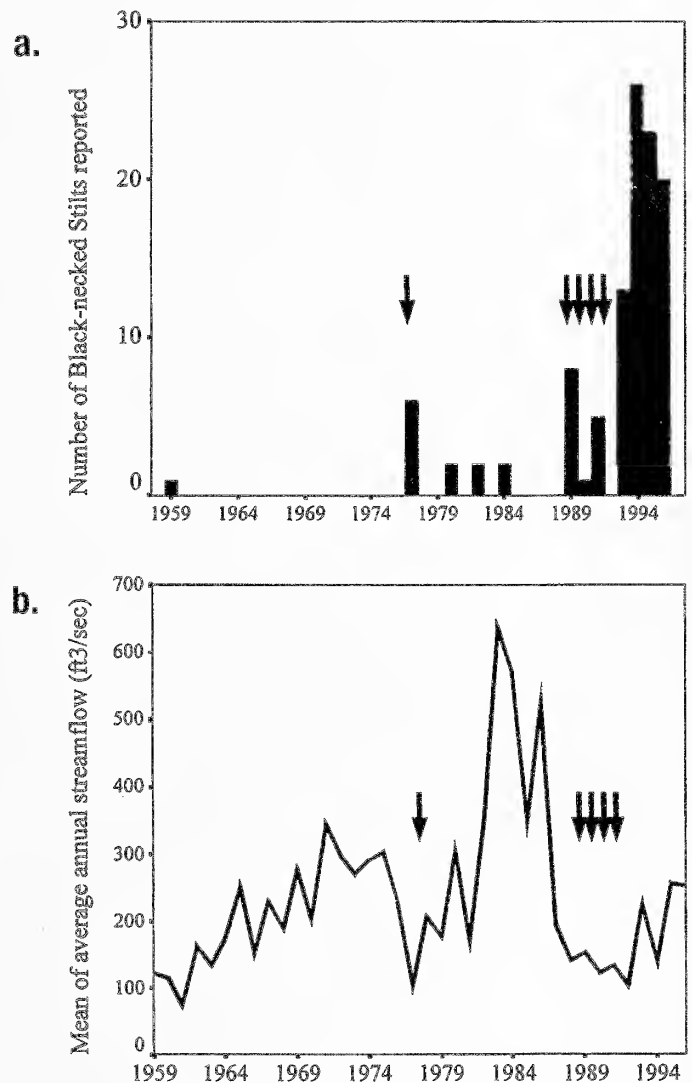 a.
Number of Black-necked Stilts reported
30
20
10
0
1959 1964 1969 1974 1979 1984 1989 1994
b.
Mean of average annual streamflow (ft3/sec)
700
600
500
400
300
200
100
0
1959 1964 1969 1974 1979 1984 1989 1994